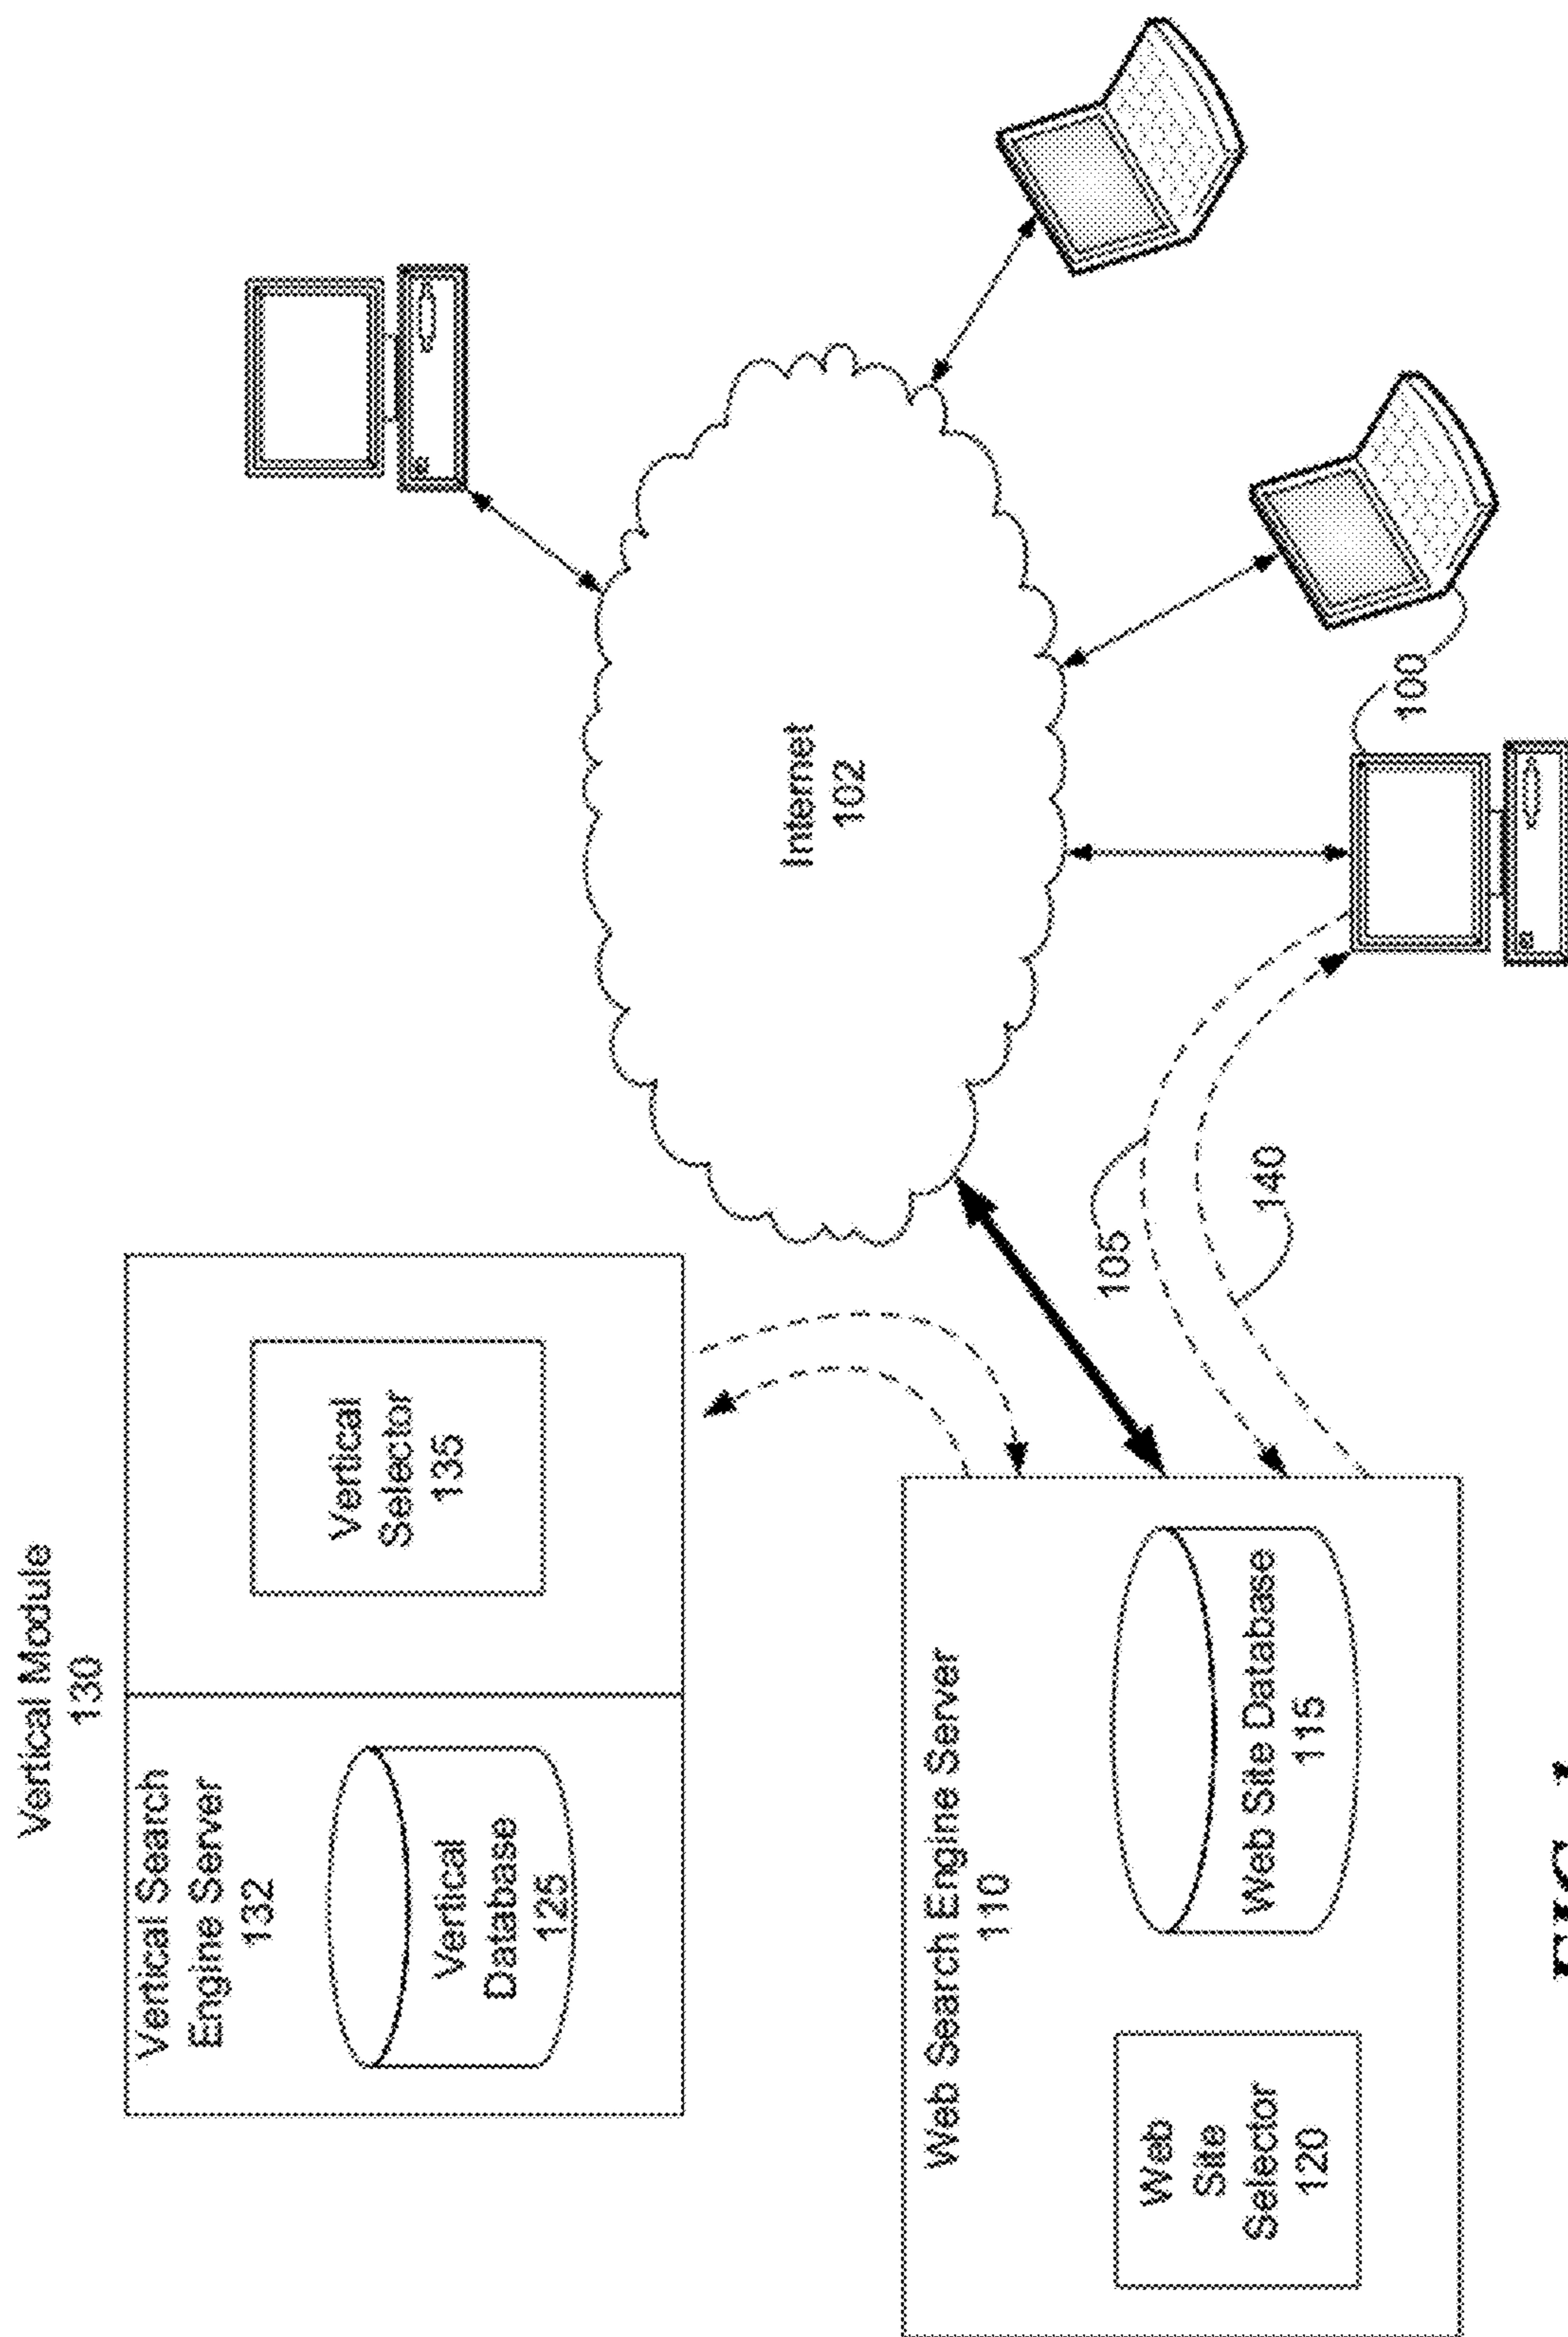 Vertical Module
130
Vertical Search
Engine Server
132
Vertical
Database
125
Vertical
Selector
135
Internet
102
Web Search Engine Server
110
Web
Site
Selector
120
Web Site Database
115
105
140
100